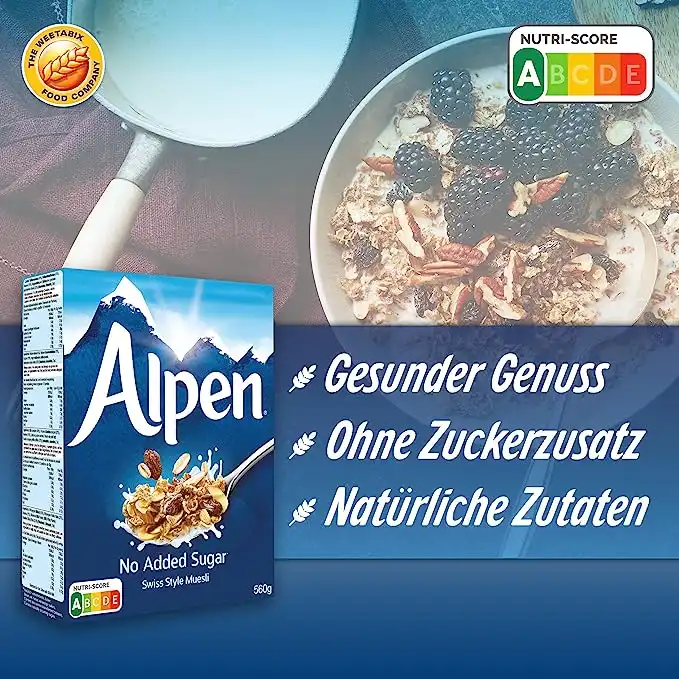 THE WEETABIX
FOOD COMPANY
NUTRI-SCORE
A B C D E
Alpen®
Gesunder Genuss
Ohne Zuckerzusatz
Natürliche Zutaten
No Added Sugar
Swiss Style Muesli
560g
NUTRI-SCORE
A B C D E